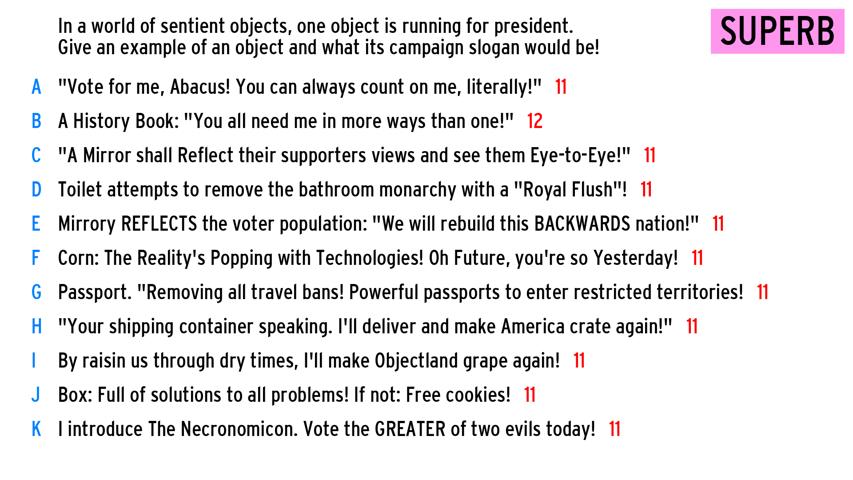 In a world of sentient objects, one object is running for president.
Give an example of an object and what its campaign slogan would be!
SUPERB
A "Vote for me, Abacus! You can always count on me, literally!" 11
B A History Book: "You all need me in more ways than one!" 12
C "A Mirror shall Reflect their supporters views and see them Eye-to-Eye!" 11
D Toilet attempts to remove the bathroom monarchy with a "Royal Flush"! 11
E Mirrory REFLECTS the voter population: "We will rebuild this BACKWARDS nation!" 11
F Corn: The Reality's Popping with Technologies! Oh Future, you're so Yesterday! 11
G Passport. "Removing all travel bans! Powerful passports to enter restricted territories! 11
H "Your shipping container speaking. I'll deliver and make America crate again!" 11
I By raisin us through dry times, I'll make Objectland grape again! 11
J Box: Full of solutions to all problems! If not: Free cookies! 11
K I introduce The Necronomicon. Vote the GREATER of two evils today! 11